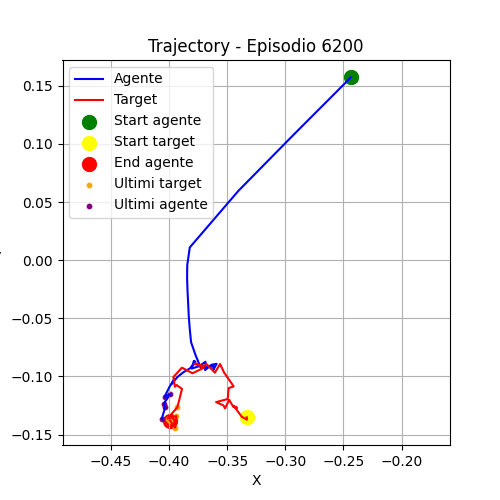 Trajectory - Episodio 6200
Agente
Target
Start agente
Start target
End agente
Ultimi target
Ultimi agente
0.15
0.10
0.05
0.00
−0.05
−0.10
−0.15
−0.45
−0.40
−0.35
−0.30
−0.25
−0.20
X